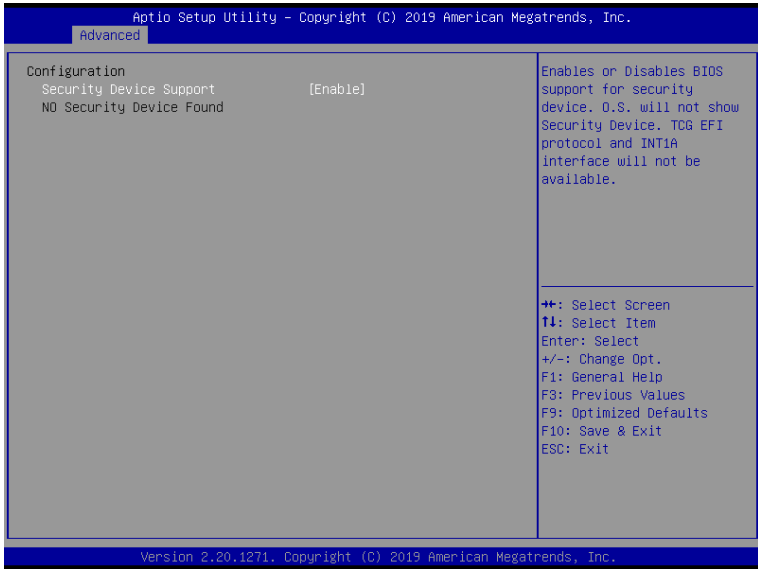 Aptio Setup Utility – Copyright (C) 2019 American Megatrends, Inc.
Advanced
Configuration
Security Device Support [Enable]
NO Security Device Found
Enables or Disables BIOS
support for security
device. O.S. will not show
Security Device. TCG EFI
protocol and INT1A
interface will not be
available.
→←: Select Screen
↑↓: Select Item
Enter: Select
+/-: Change Opt.
F1: General Help
F3: Previous Values
F9: Optimized Defaults
F10: Save & Exit
ESC: Exit
Version 2.20.1271. Copyright (C) 2019 American Megatrends, Inc.